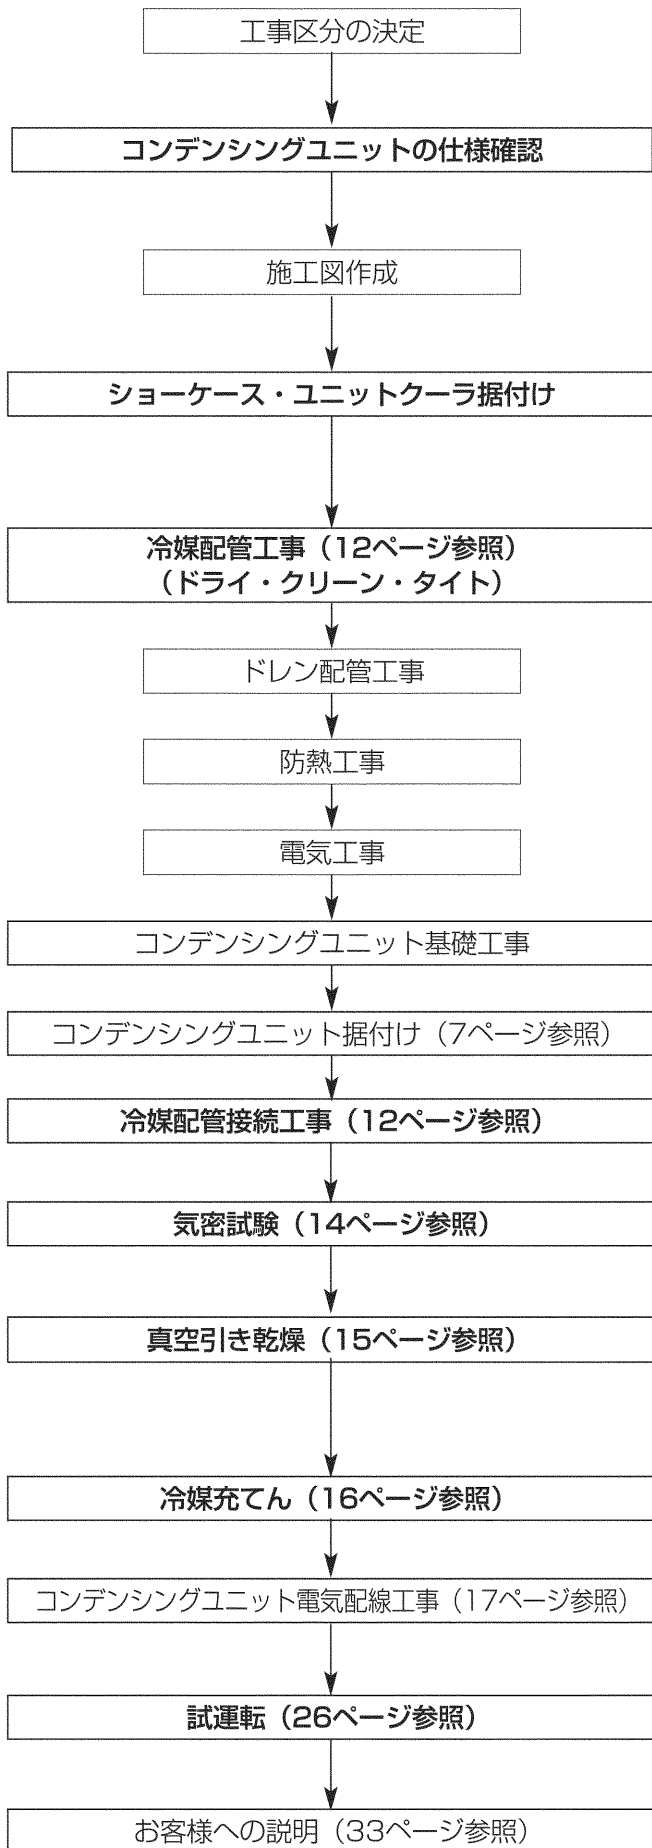 工事区分の決定
コンデンシングユニットの仕様確認
施工図作成
ショーケース・ユニットクーラ据付け
冷媒配管工事（12ページ参照）
（ドライ・クリーン・タイト）
ドレン配管工事
防熱工事
電気工事
コンデンシングユニット基礎工事
コンデンシングユニット据付け（7ページ参照）
冷媒配管接続工事（12ページ参照）
気密試験（14ページ参照）
真空引き乾燥（15ページ参照）
冷媒充てん（16ページ参照）
コンデンシングユニット電気配線工事（17ページ参照）
試運転（26ページ参照）
お客様への説明（33ページ参照）